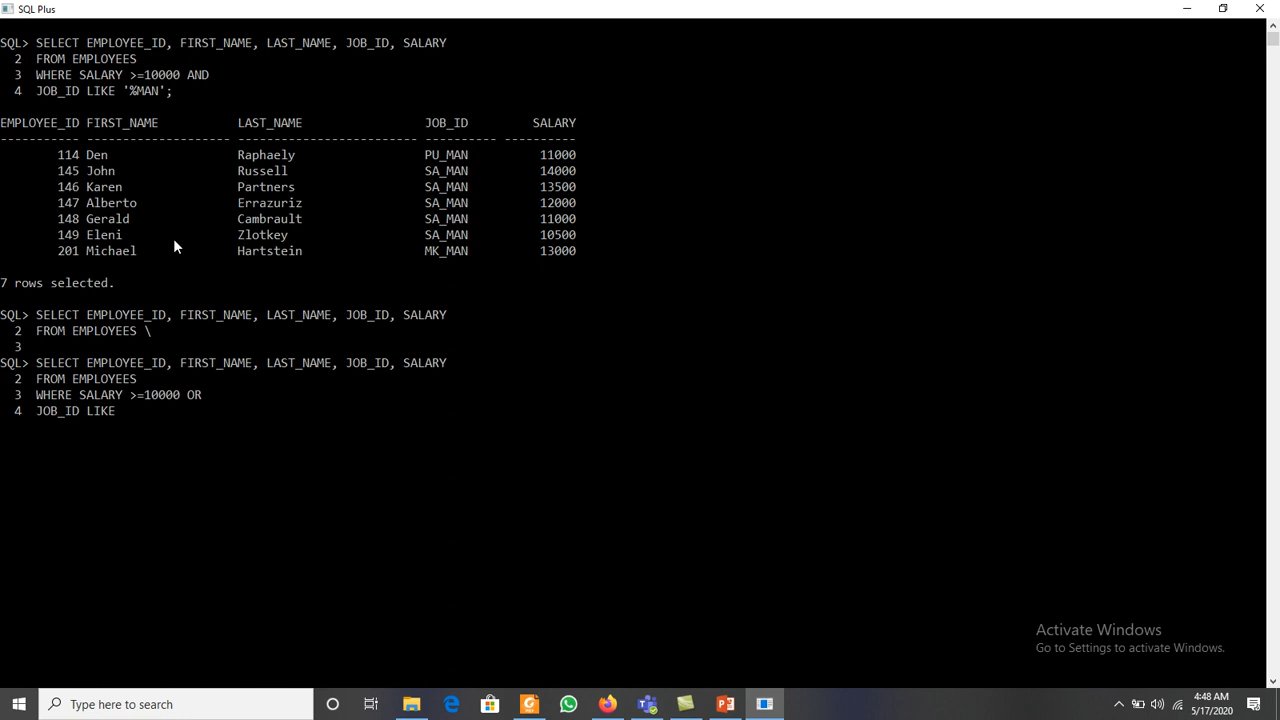 SQL Plus
SQL> SELECT EMPLOYEE_ID, FIRST_NAME, LAST_NAME, JOB_ID, SALARY
  2  FROM EMPLOYEES
  3  WHERE SALARY >=10000 AND
  4  JOB_ID LIKE '%MAN';
EMPLOYEE_ID FIRST_NAME           LAST_NAME                 JOB_ID         SALARY
----------- -------------------- ------------------------- ---------- ----------
        114 Den                  Raphaely                  PU_MAN          11000
        145 John                 Russell                   SA_MAN          14000
        146 Karen                Partners                  SA_MAN          13500
        147 Alberto              Errazuriz                 SA_MAN          12000
        148 Gerald               Cambrault                 SA_MAN          11000
        149 Eleni                Zlotkey                   SA_MAN          10500
        201 Michael              Hartstein                 MK_MAN          13000
7 rows selected.
SQL> SELECT EMPLOYEE_ID, FIRST_NAME, LAST_NAME, JOB_ID, SALARY
  2  FROM EMPLOYEES \
  3
SQL> SELECT EMPLOYEE_ID, FIRST_NAME, LAST_NAME, JOB_ID, SALARY
  2  FROM EMPLOYEES
  3  WHERE SALARY >=10000 OR
  4  JOB_ID LIKE
Activate Windows
Go to Settings to activate Windows.
Type here to search
4:48 AM
5/17/2020